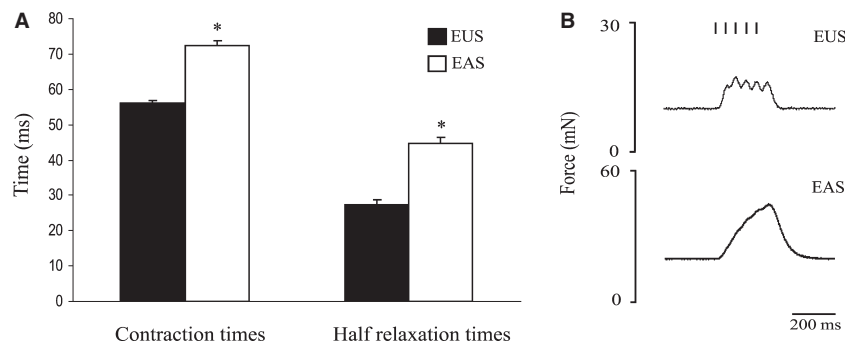 A
Time (ms)
80
70
60
50
40
30
20
10
0
*
*
EUS
EAS
Contraction times
Half relaxation times
B
Force (mN)
30
0
EUS
60
0
EAS
200 ms